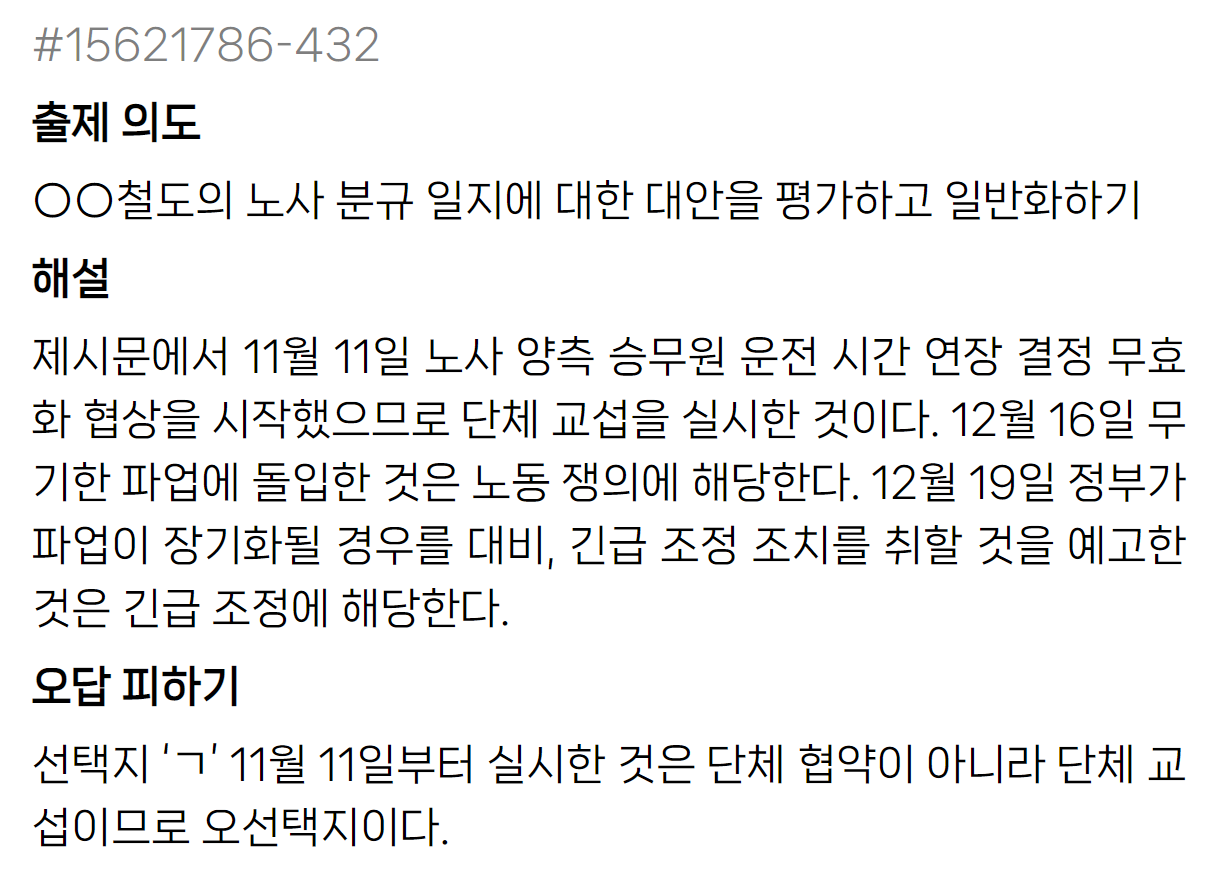 #15621786-432
출제 의도
○○철도의 노사 분규 일지에 대한 대안을 평가하고 일반화하기
해설
제시문에서 11월 11일 노사 양측 승무원 운전 시간 연장 결정 무효
화 협상을 시작했으므로 단체 교섭을 실시한 것이다. 12월 16일 무
기한 파업에 돌입한 것은 노동 쟁의에 해당한다. 12월 19일 정부가
파업이 장기화될 경우를 대비, 긴급 조정 조치를 취할 것을 예고한
것은 긴급 조정에 해당한다.
오답 피하기
선택지 ‘ㄱ’ 11월 11일부터 실시한 것은 단체 협약이 아니라 단체 교
섭이므로 오선택지이다.